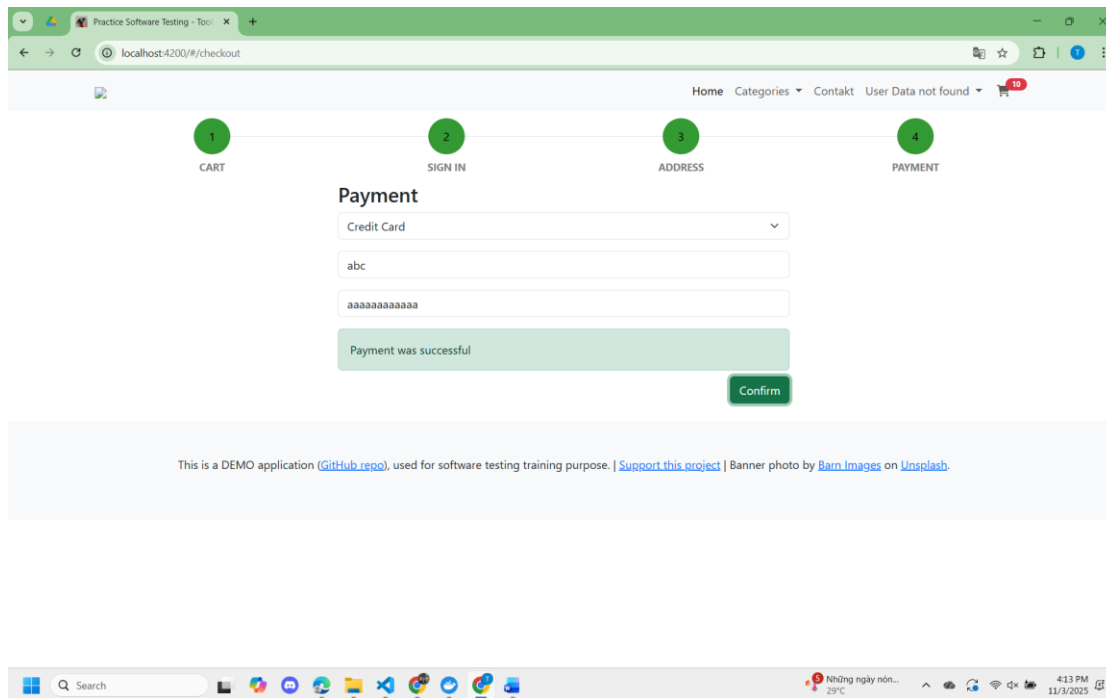 Practice Software Testing - Tool
localhost:4200/#/checkout
T
Home Categories Contakt User Data not found 10
1 2 3 4
CART SIGN IN ADDRESS PAYMENT
Payment
Credit Card
abc
aaaaaaaaaaaa
Payment was successful
Confirm
This is a DEMO application (GitHub repo), used for software testing training purpose. | Support this project | Banner photo by Barn Images on Unsplash.
Search
5 Những ngày nón...
29°C
4:13 PM
11/3/2025